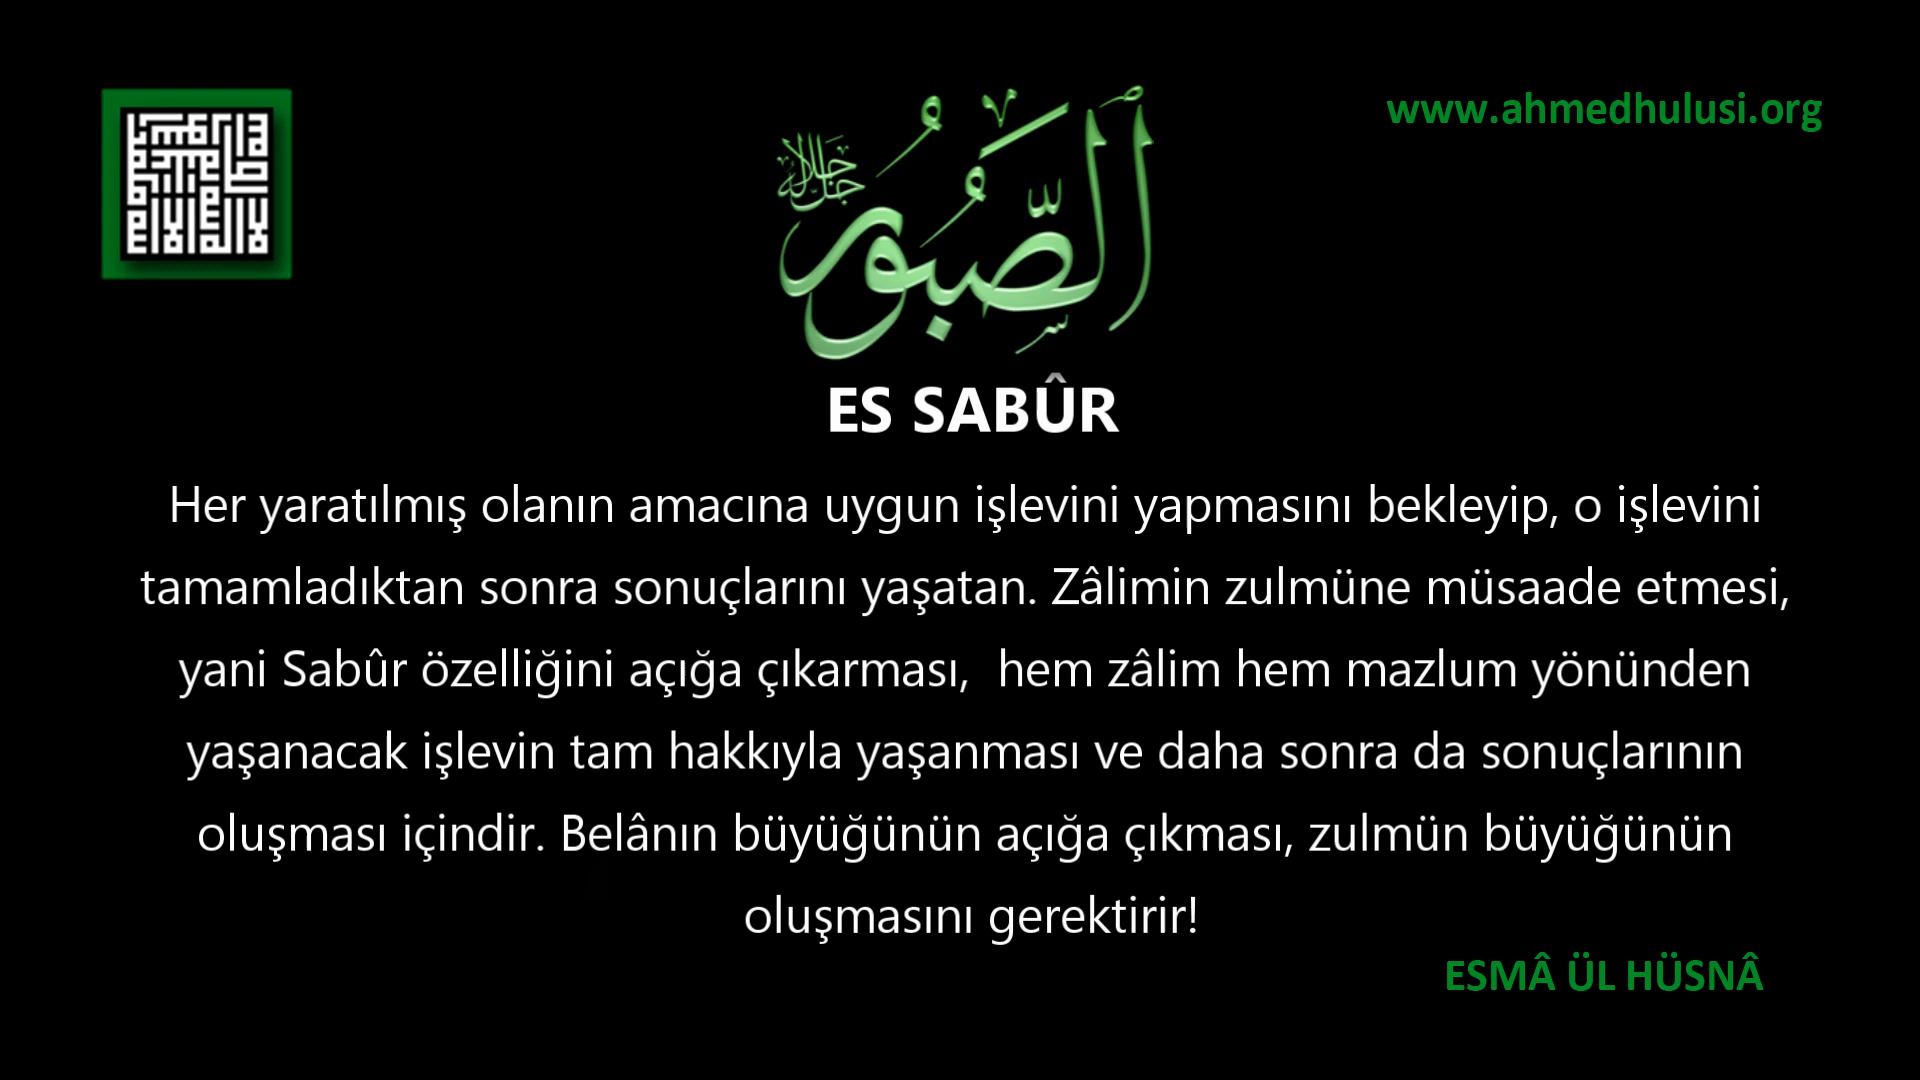 www.ahmedhulusi.org
اَلصَّبُورُ
جل جلاله
ES SABÛR
Her yaratılmış olanın amacına uygun işlevini yapmasını bekleyip, o işlevini
tamamladıktan sonra sonuçlarını yaşatan. Zâlimin zulmüne müsaade etmesi,
yani Sabûr özelliğini açığa çıkarması,  hem zâlim hem mazlum yönünden
yaşanacak işlevin tam hakkıyla yaşanması ve daha sonra da sonuçlarının
oluşması içindir. Belânın büyüğünün açığa çıkması, zulmün büyüğünün
oluşmasını gerektirir!
ESMÂ ÜL HÜSNÂ